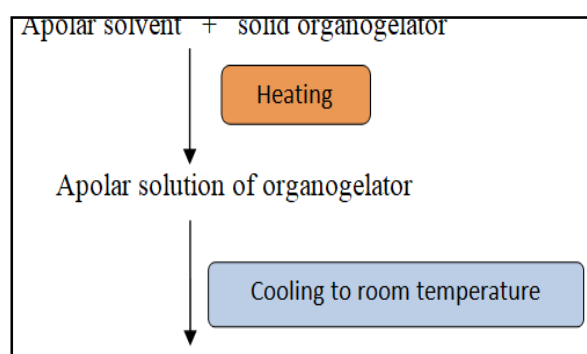 Apolar solvent + solid organogelator
Heating
Apolar solution of organogelator
Cooling to room temperature